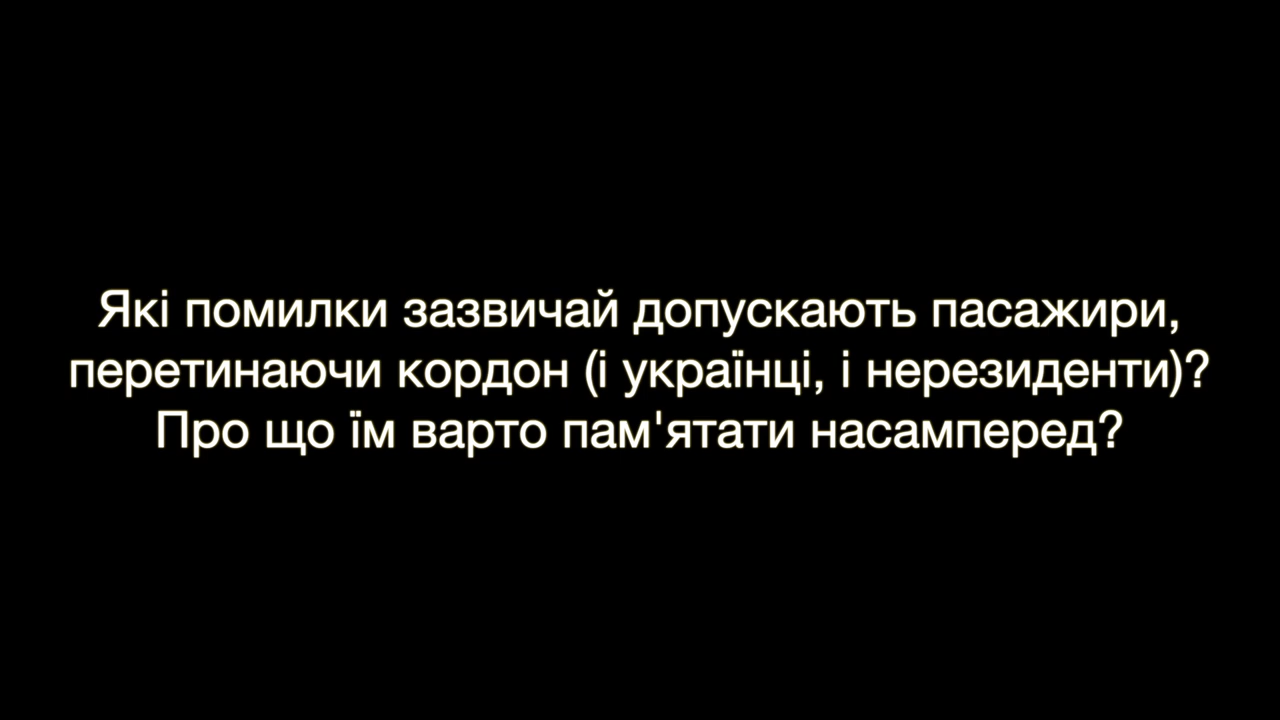 Які помилки зазвичай допускають пасажири,
перетинаючи кордон (і українці, і нерезиденти)?
Про що їм варто пам'ятати насамперед?